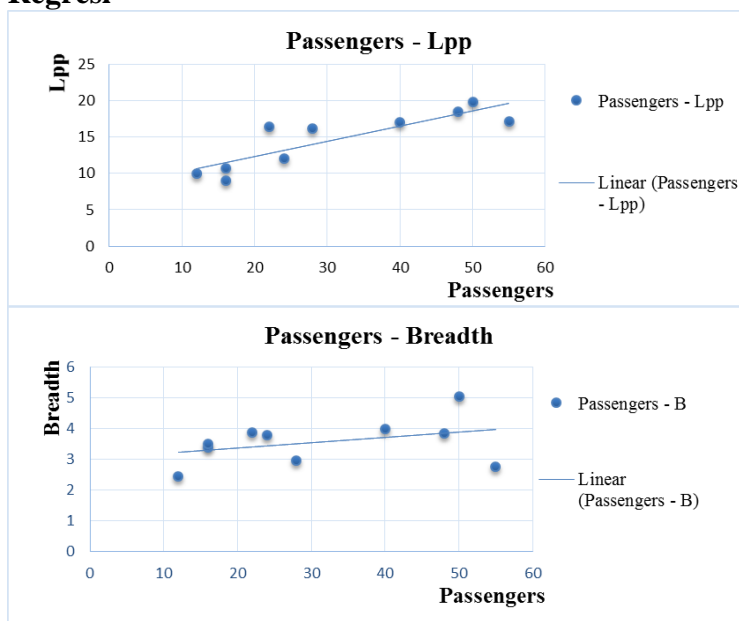 Regresi
Passengers - Lpp
Lpp
25
20
15
10
5
0
0 10 20 30 40 50 60
Passengers
Passengers - Lpp
Linear (Passengers
- Lpp)
Passengers - Breadth
Breadth
6
5
4
3
2
1
0
0 10 20 30 40 50 60
Passengers
Passengers - B
Linear
(Passengers - B)